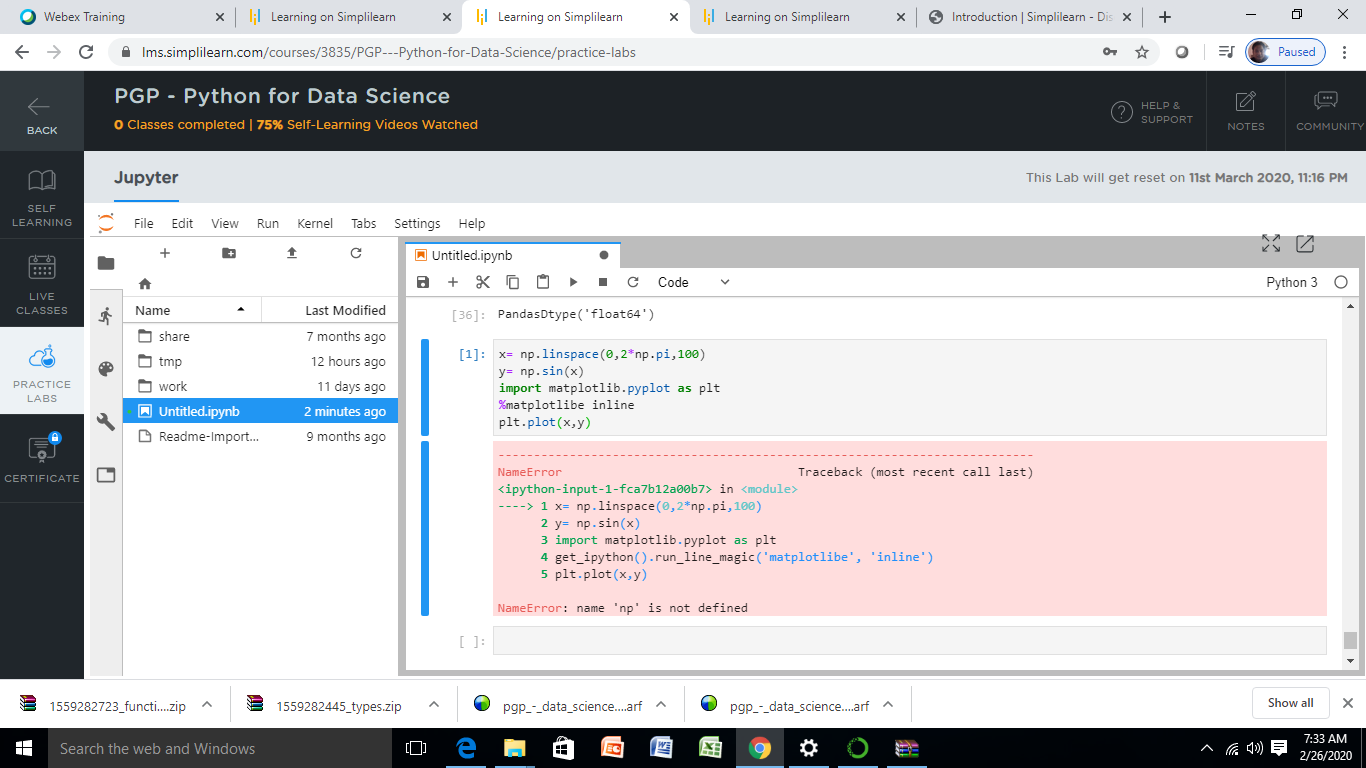 Webex Training
Learning on Simplilearn
Learning on Simplilearn
Learning on Simplilearn
Introduction | Simplilearn - Dis
lms.simplilearn.com/courses/3835/PGP---Python-for-Data-Science/practice-labs
Paused
BACK
PGP - Python for Data Science
0 Classes completed | 75% Self-Learning Videos Watched
HELP &
SUPPORT
NOTES
COMMUNITY
SELF
LEARNING
LIVE
CLASSES
PRACTICE
LABS
CERTIFICATE
Jupyter
This Lab will get reset on 11st March 2020, 11:16 PM
File Edit View Run Kernel Tabs Settings Help
Name Last Modified
share 7 months ago
tmp 12 hours ago
work 11 days ago
Untitled.ipynb 2 minutes ago
Readme-Import... 9 months ago
Untitled.ipynb
Code
Python 3
[36]: PandasDtype('float64')
[1]: x= np.linspace(0,2*np.pi,100)
y= np.sin(x)
import matplotlib.pyplot as plt
%matplotlibe inline
plt.plot(x,y)
---------------------------------------------------------------------------
NameError Traceback (most recent call last)
<ipython-input-1-fca7b12a00b7> in <module>
----> 1 x= np.linspace(0,2*np.pi,100)
2 y= np.sin(x)
3 import matplotlib.pyplot as plt
4 get_ipython().run_line_magic('matplotlibe', 'inline')
5 plt.plot(x,y)
NameError: name 'np' is not defined
[ ]:
1559282723_functi....zip
1559282445_types.zip
pgp_-_data_science....arf
pgp_-_data_science....arf
Show all
Search the web and Windows
7:33 AM
2/26/2020